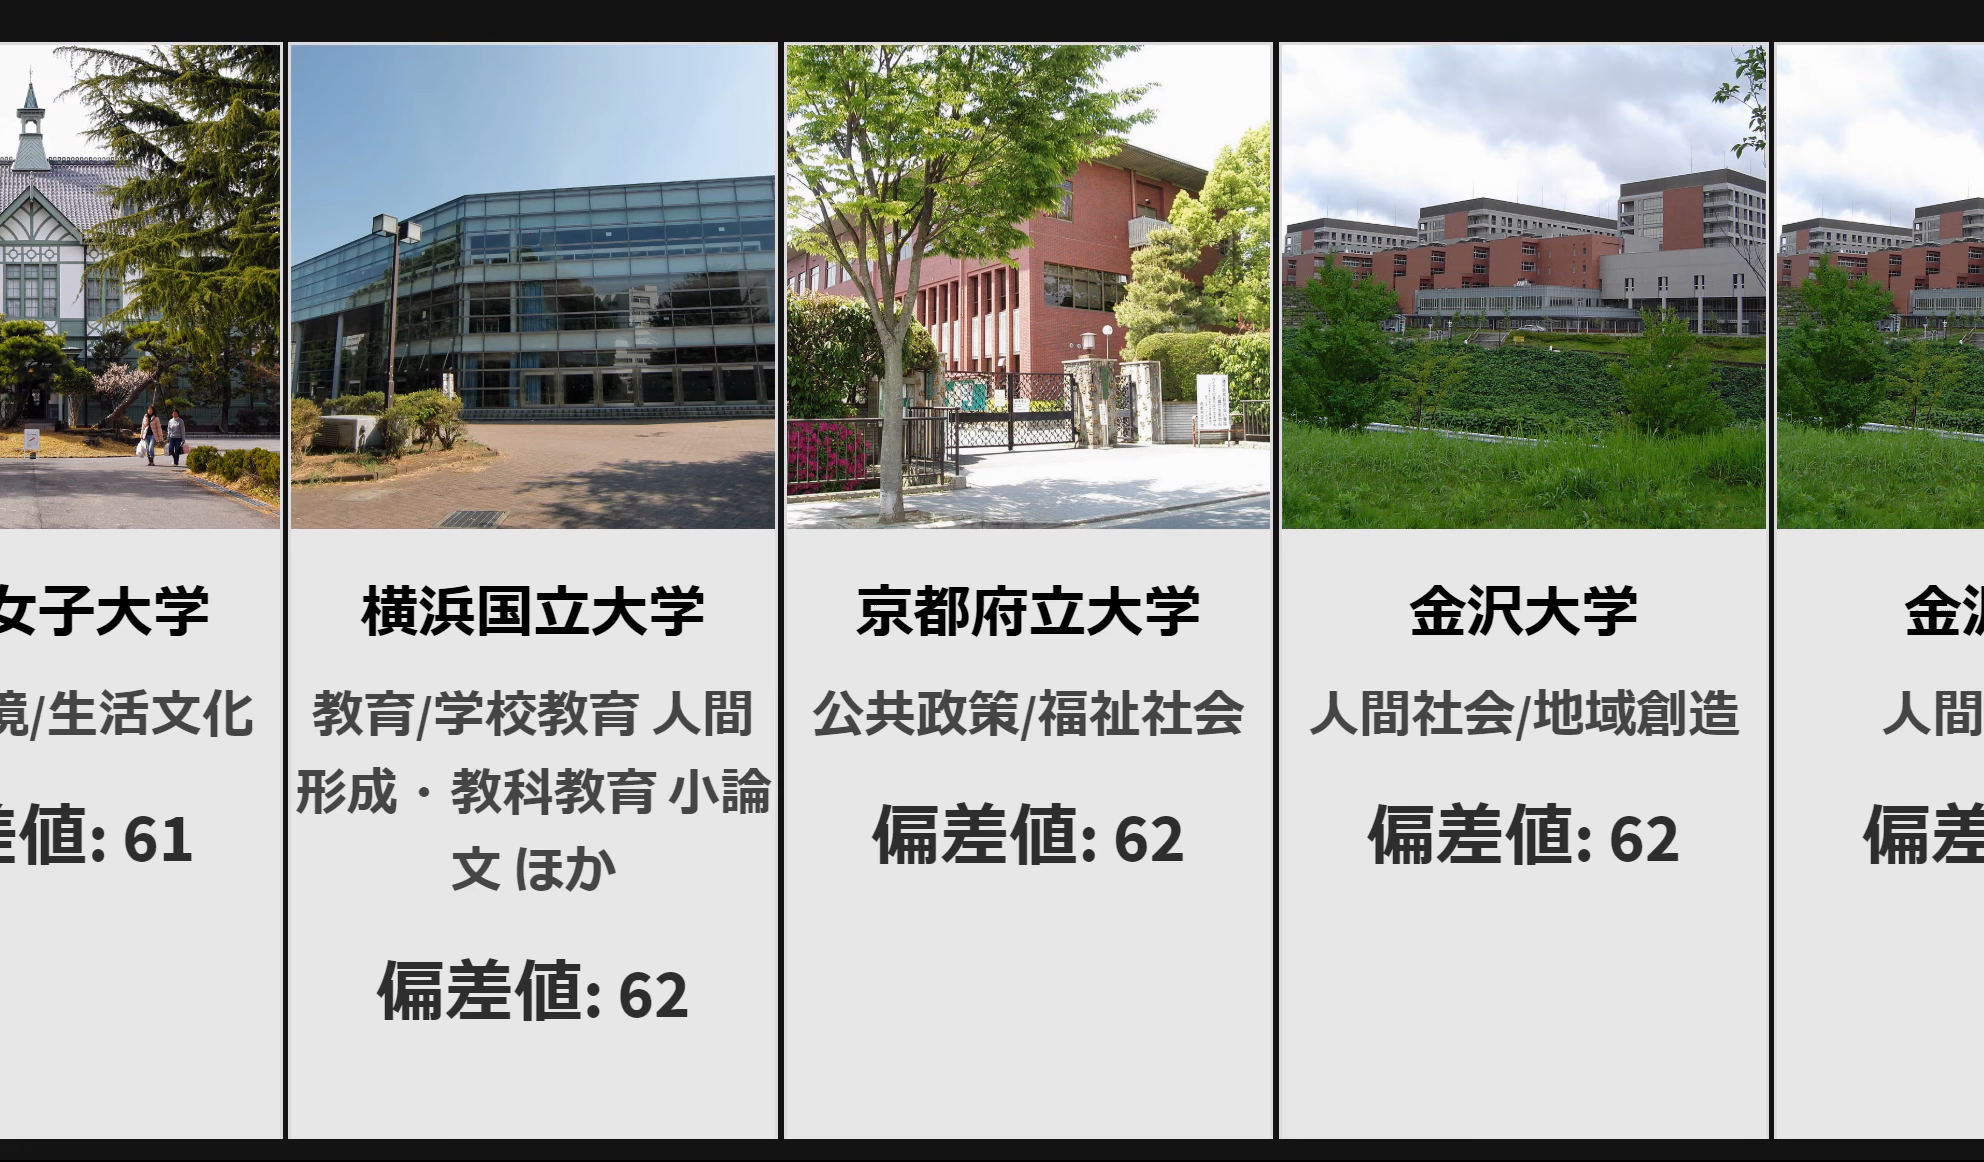 女子大学
境/生活文化
差値: 61
横浜国立大学
教育/学校教育 人間
形成・教科教育 小論
文 ほか
偏差値: 62
京都府立大学
公共政策/福祉社会
偏差値: 62
金沢大学
人間社会/地域創造
偏差値: 62
金沢
人間
偏差